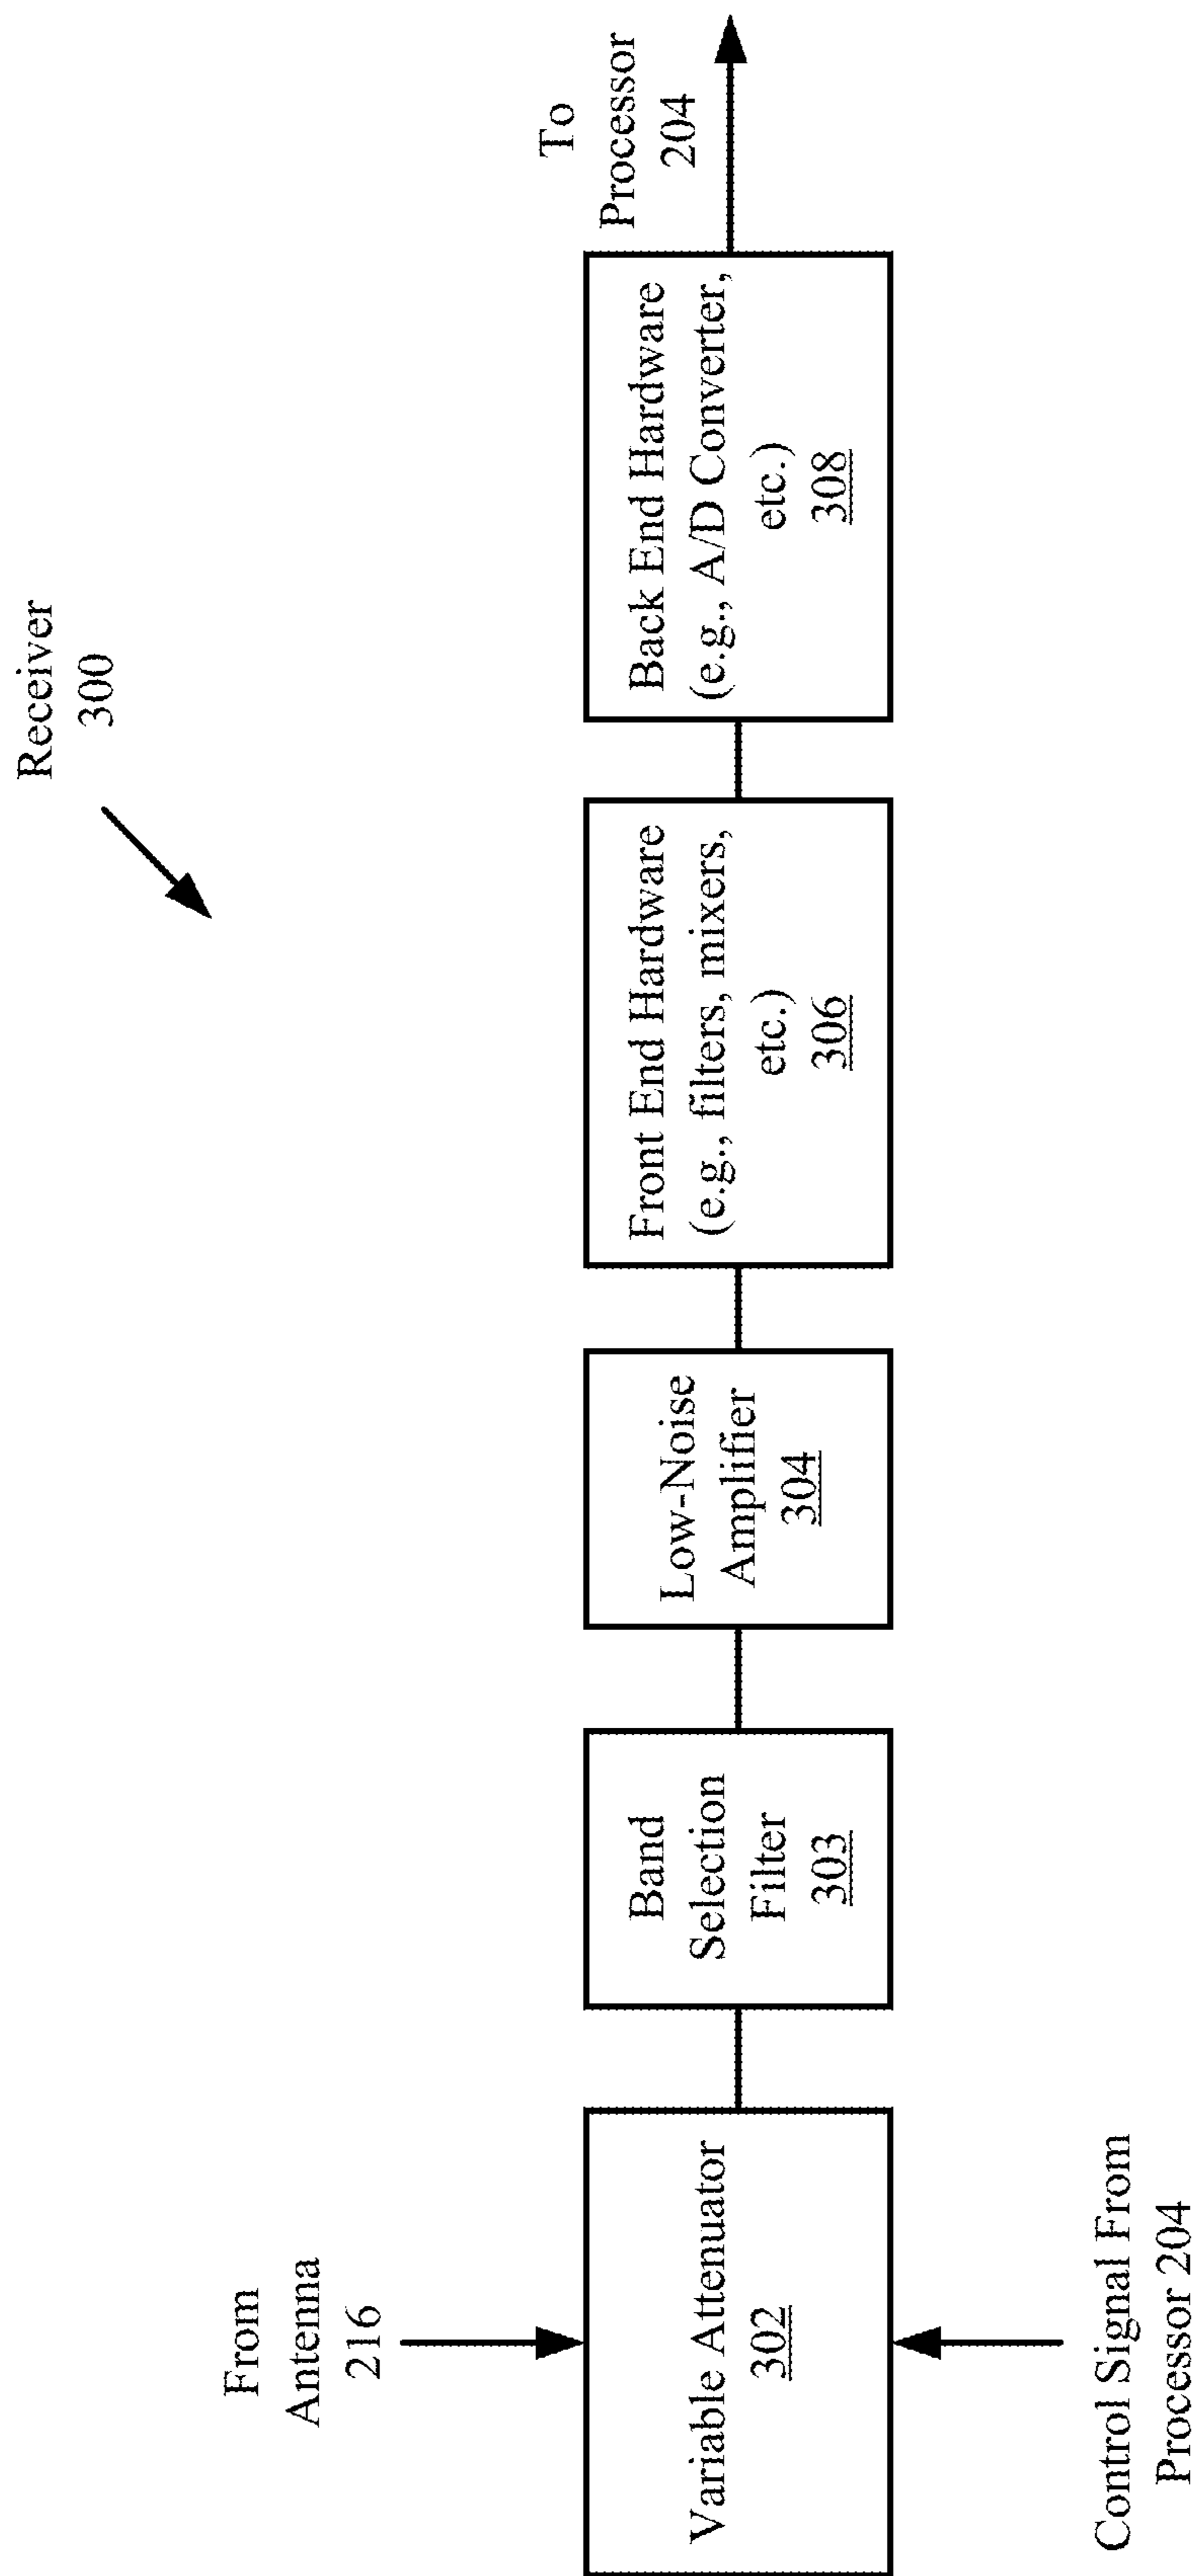 Receiver
300
From
Antenna
216
Variable Attenuator
302
Control Signal From
Processor 204
Band
Selection
Filter
303
Low-Noise
Amplifier
304
Front End Hardware
(e.g., filters, mixers,
etc.)
306
Back End Hardware
(e.g., A/D Converter,
etc.)
308
To
Processor
204